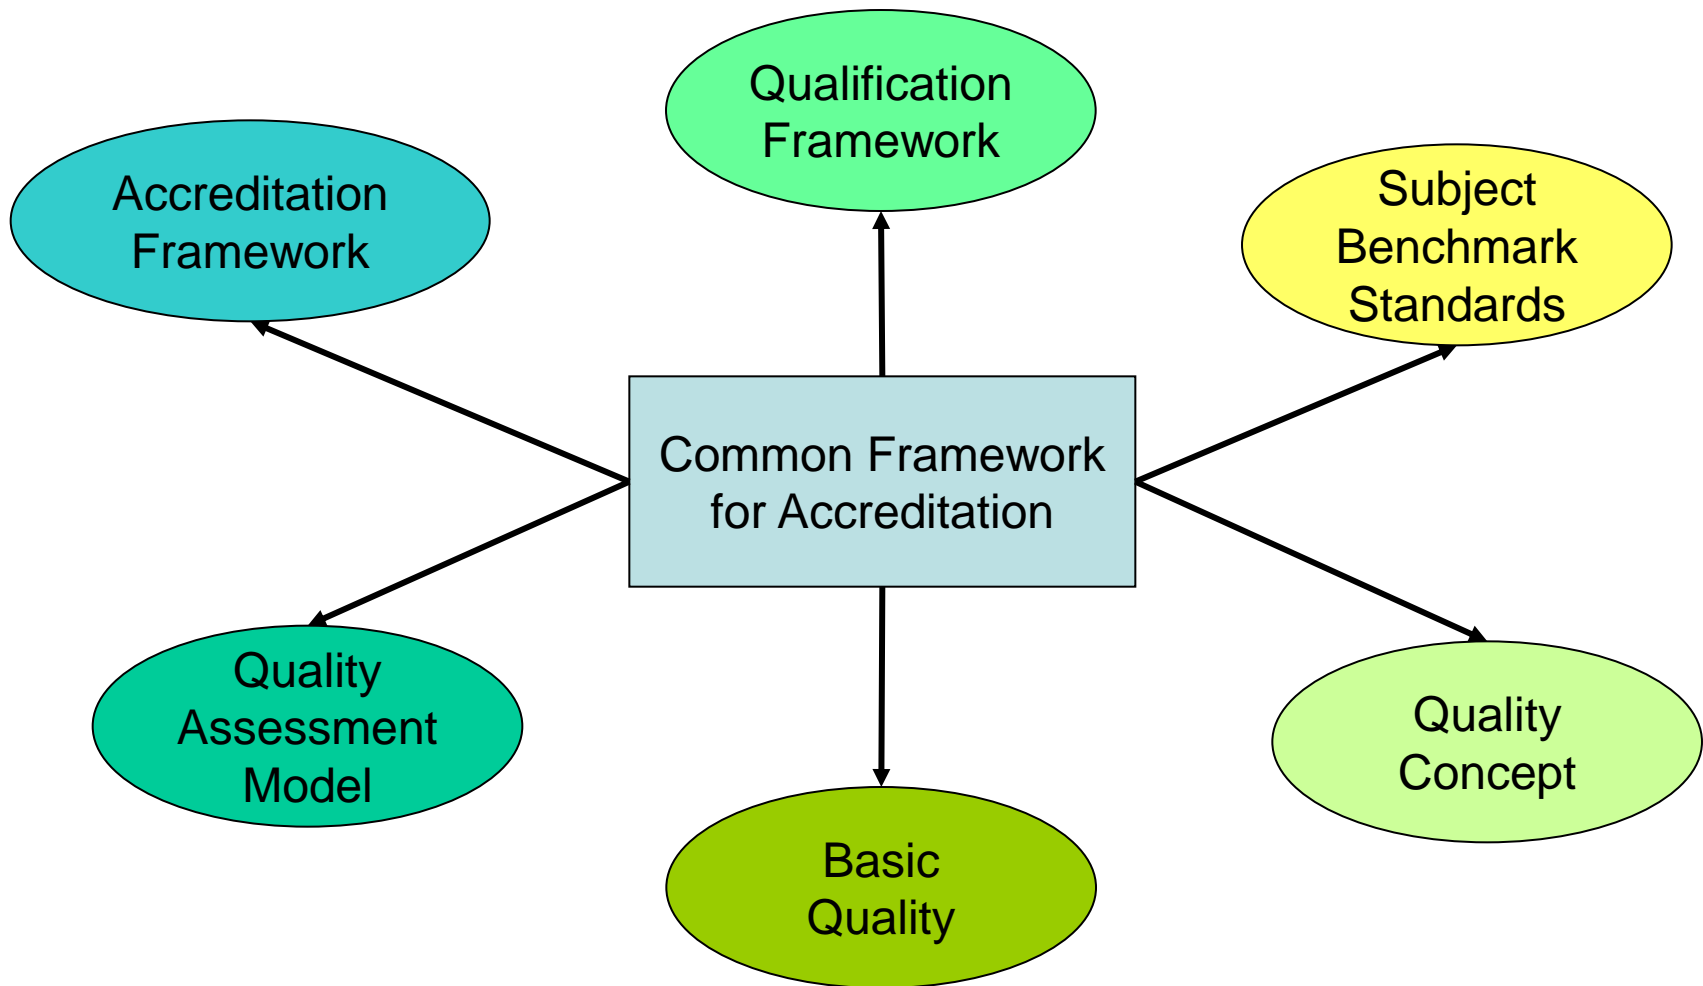 Qualification
Framework
Accreditation
Framework
Subject
Benchmark
Standards
Common Framework
for Accreditation
Quality
Assessment
Model
Quality
Concept
Basic
Quality